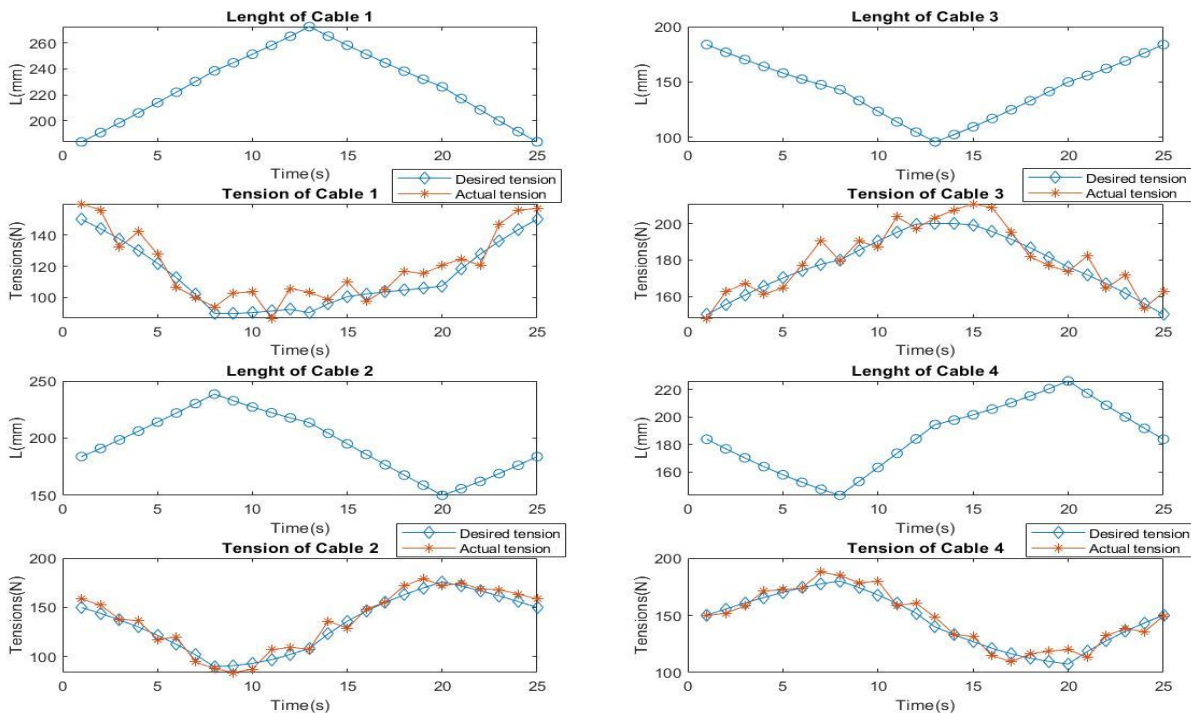 Lenght of Cable 1
260
240
220
200
L(mm)
0 5 10 15 20 25
Time(s)
Desired tension
Actual tension
Tension of Cable 1
140
120
100
Tensions(N)
0 5 10 15 20 25
Time(s)
Lenght of Cable 2
250
200
150
L(mm)
0 5 10 15 20 25
Time(s)
Desired tension
Actual tension
Tension of Cable 2
200
150
100
Tensions(N)
0 5 10 15 20 25
Time(s)
Lenght of Cable 3
200
150
100
L(mm)
0 5 10 15 20 25
Time(s)
Desired tension
Actual tension
Tension of Cable 3
200
180
160
Tensions(N)
0 5 10 15 20 25
Time(s)
Lenght of Cable 4
220
200
180
160
L(mm)
0 5 10 15 20 25
Time(s)
Desired tension
Actual tension
Tension of Cable 4
200
150
100
Tensions(N)
0 5 10 15 20 25
Time(s)